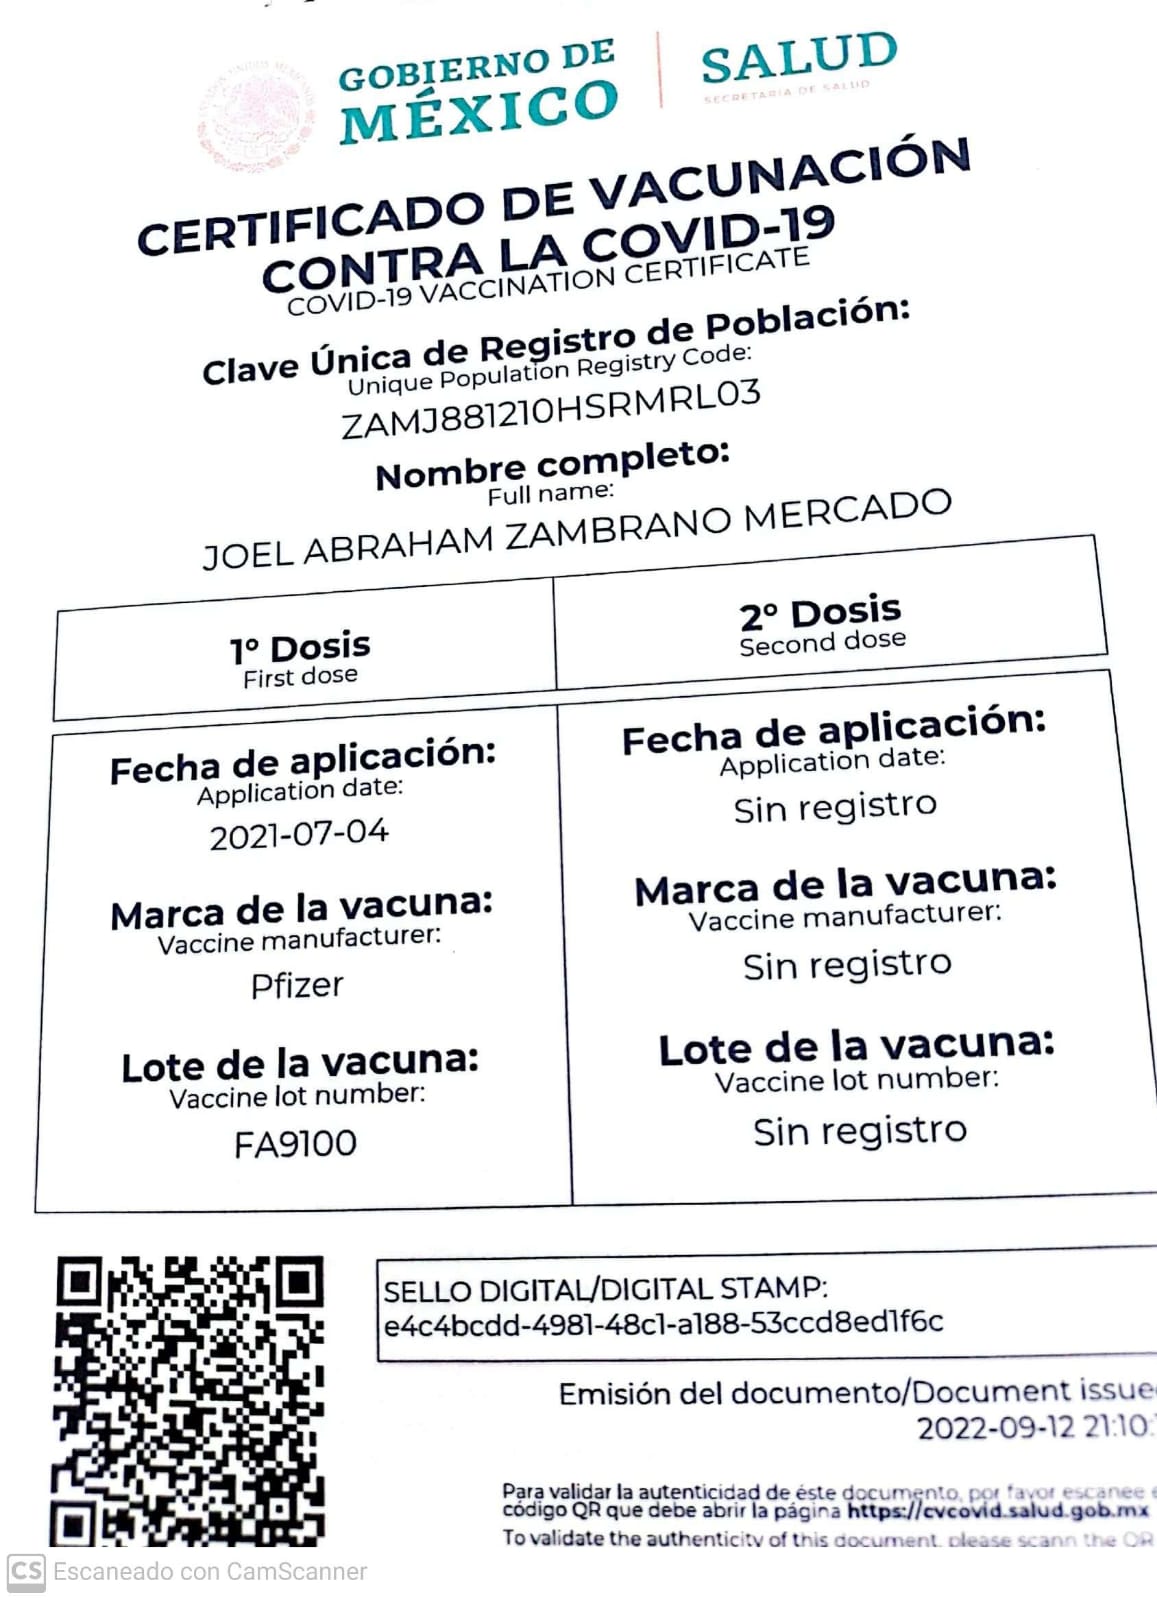 GOBIERNO DE
MÉXICO
SALUD
SECRETARÍA DE SALUD
CERTIFICADO DE VACUNACIÓN
CONTRA LA COVID-19
COVID-19 VACCINATION CERTIFICATE
Clave Única de Registro de Población:
Unique Population Registry Code:
ZAMJ881210HSRMRL03
Nombre completo:
Full name:
JOEL ABRAHAM ZAMBRANO MERCADO
1° Dosis
First dose
2° Dosis
Second dose
Fecha de aplicación:
Application date:
2021-07-04
Marca de la vacuna:
Vaccine manufacturer:
Pfizer
Lote de la vacuna:
Vaccine lot number:
FA9100
Fecha de aplicación:
Application date:
Sin registro
Marca de la vacuna:
Vaccine manufacturer:
Sin registro
Lote de la vacuna:
Vaccine lot number:
Sin registro
SELLO DIGITAL/DIGITAL STAMP:
e4c4bcdd-4981-48c1-a188-53ccd8ed1f6c
Emisión del documento/Document issue
2022-09-12 21:10:
Para validar la autenticidad de éste documento, por favor escanee e
código QR que debe abrir la página https://cvcovid.salud.gob.mx
To validate the authenticity of this document, please scann the QR
CS Escaneado con CamScanner